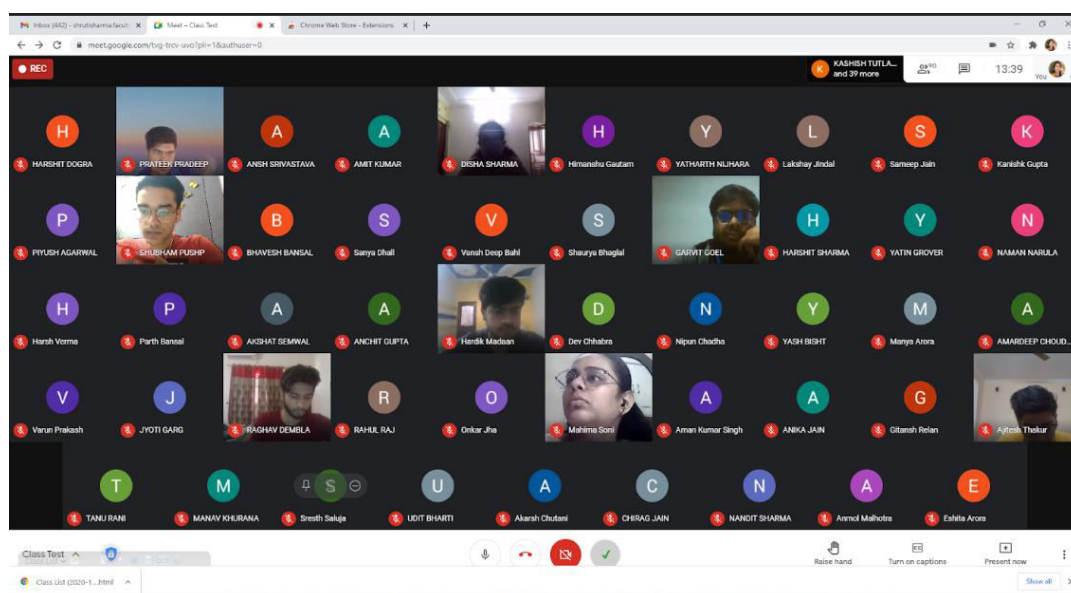 Inbox (442) - shrutisharma.facult
Meet – Class Test
Chrome Web Store - Extensions
meet.google.com/tvg-trcv-uvo?pli=1&authuser=0
REC
KASHISH TUTLA...
and 39 more
90
13:39
You
H
A
A
H
Y
L
S
K
HARSHIT DOGRA
PRATEEK PRADEEP
ANSH SRIVASTAVA
AMIT KUMAR
DISHA SHARMA
Himanshu Gautam
YATHARTH NIJHARA
Lakshay Jindal
Sameep Jain
Kanishk Gupta
P
B
S
V
S
H
Y
N
PIYUSH AGARWAL
SHUBHAM PUSHP
BHAVESH BANSAL
Sanya Dhall
Vansh Deep Bahl
Shaurya Bhaglal
GARVIT GOEL
HARSHIT SHARMA
YATIN GROVER
NAMAN NARULA
H
P
A
A
D
N
Y
M
A
Harsh Verma
Parth Bansal
AKSHAT SEMWAL
ANCHIT GUPTA
Hardik Madaan
Dev Chhabra
Nipun Chadha
YASH BISHT
Manya Arora
AMARDEEP CHOUD...
V
J
R
O
A
A
G
Varun Prakash
JYOTI GARG
RAGHAV DEMBLA
RAHUL RAJ
Onkar Jha
Mahima Soni
Aman Kumar Singh
ANIKA JAIN
Gitansh Relan
Ajitesh Thakur
T
M
S
U
A
C
N
A
E
TANU RANI
MANAV KHURANA
Sresth Saluja
UDIT BHARTI
Akarsh Chutani
CHIRAG JAIN
NANDIT SHARMA
Anmol Malhotra
Eshita Arora
Class Test
Raise hand
Turn on captions
Present now
Class List (2020-1....html
Show all